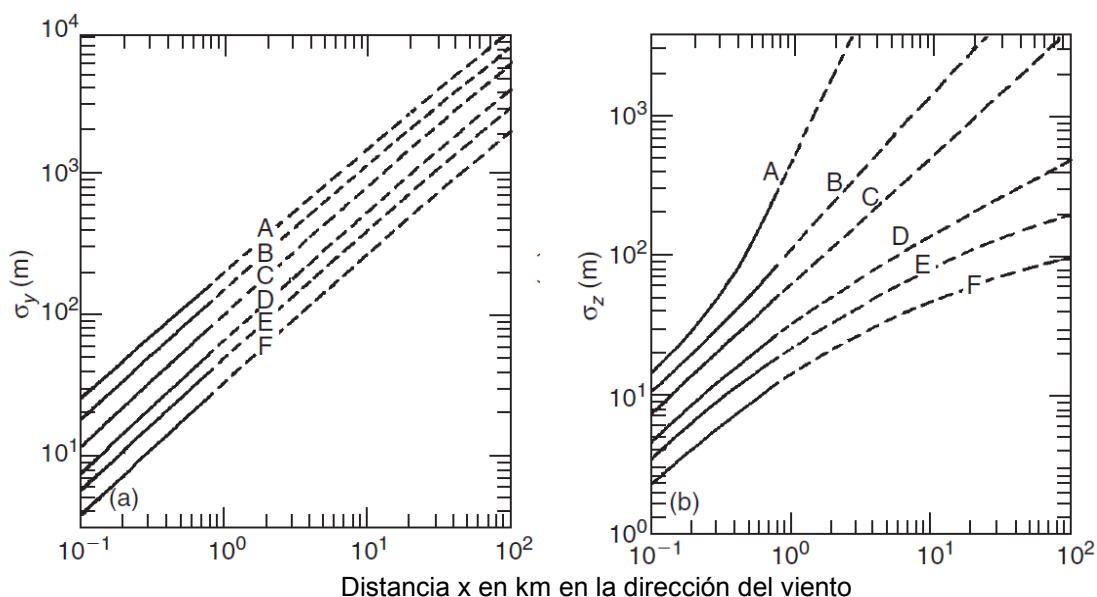 10⁴
10³
10²
10¹
σy (m)
A
B
C
D
E
F
(a)
10⁻¹
10⁰
10¹
10²
10³
10²
10¹
10⁰
σz (m)
A
B
C
D
E
F
(b)
10⁻¹
10⁰
10¹
10²
Distancia x en km en la dirección del viento